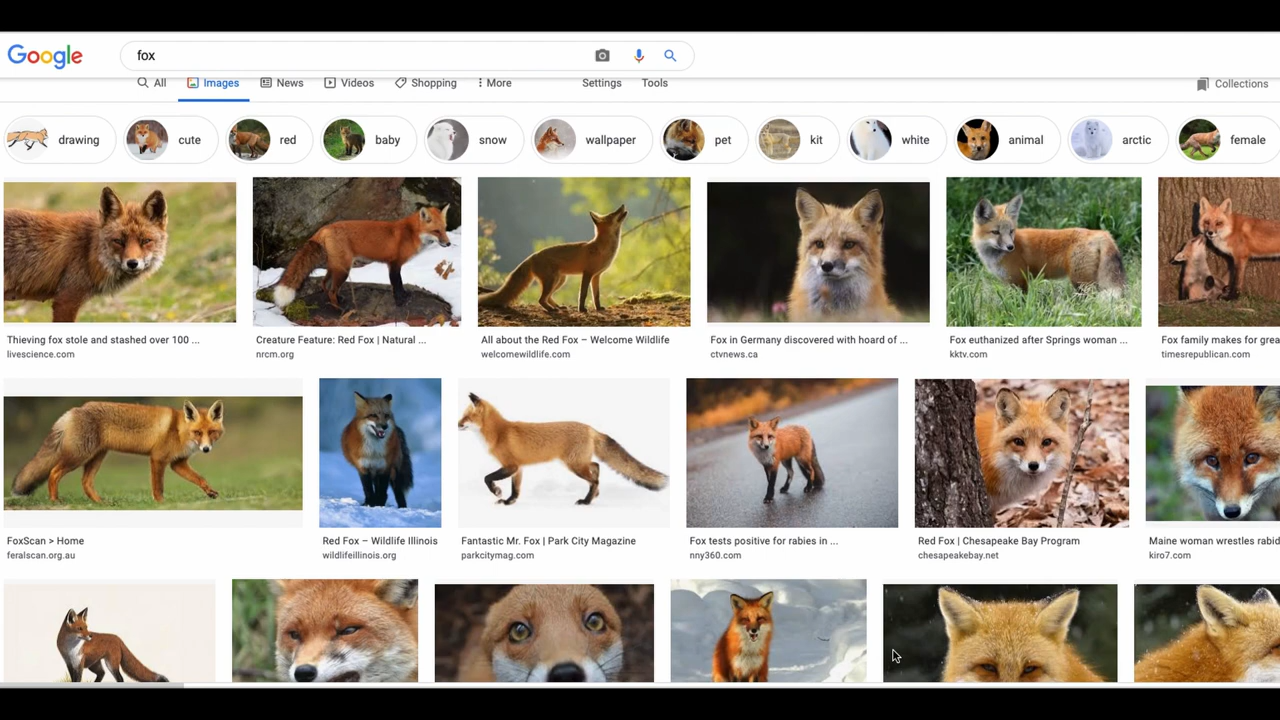 Google
fox
All Images News Videos Shopping More Settings Tools Collections
drawing cute red baby snow wallpaper pet kit white animal arctic female
Thieving fox stole and stashed over 100 ...
livescience.com
Creature Feature: Red Fox | Natural ...
nrcm.org
All about the Red Fox – Welcome Wildlife
welcomewildlife.com
Fox in Germany discovered with hoard of ...
ctvnews.ca
Fox euthanized after Springs woman ...
kktv.com
Fox family makes for grea
timesrepublican.com
FoxScan > Home
feralscan.org.au
Red Fox – Wildlife Illinois
wildlifeillinois.org
Fantastic Mr. Fox | Park City Magazine
parkcitymag.com
Fox tests positive for rabies in ...
nny360.com
Red Fox | Chesapeake Bay Program
chesapeakebay.net
Maine woman wrestles rabid
kiro7.com